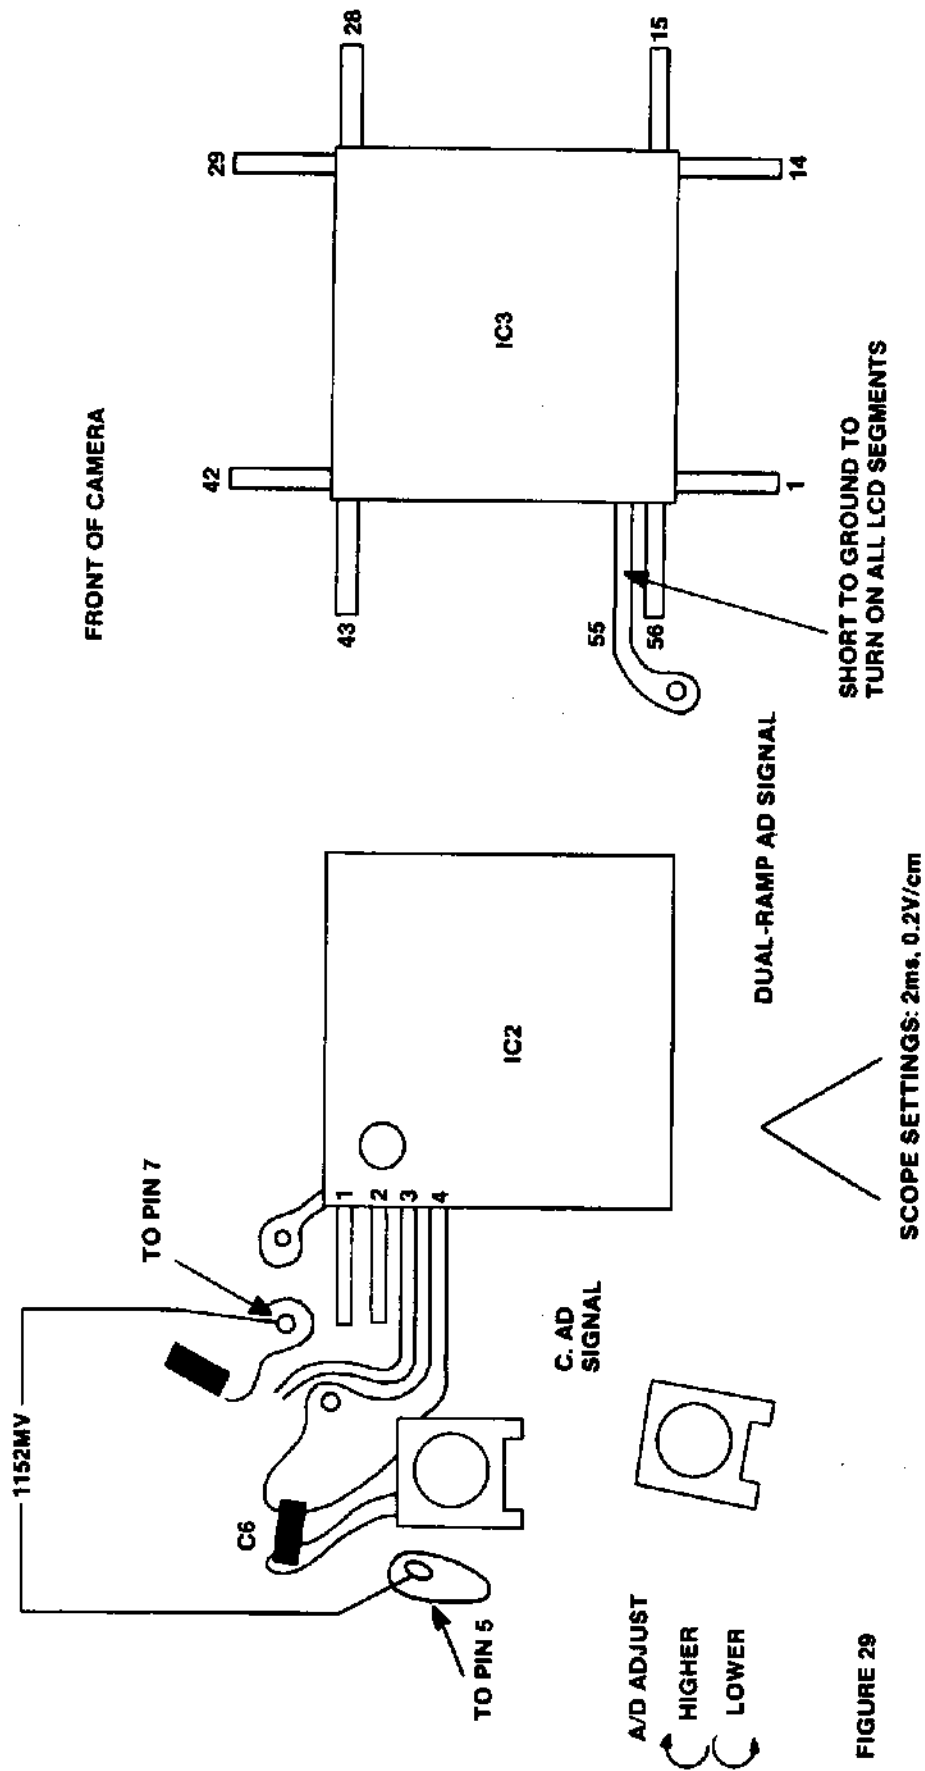 FRONT OF CAMERA
1152MV
TO PIN 7
C6
TO PIN 5
1
2
3
4
IC2
C. AD
SIGNAL
A/D ADJUST
HIGHER
LOWER
42
29
43
28
IC3
55
56
15
1
14
SHORT TO GROUND TO
TURN ON ALL LCD SEGMENTS
DUAL-RAMP AD SIGNAL
SCOPE SETTINGS: 2ms, 0.2V/cm
FIGURE 29